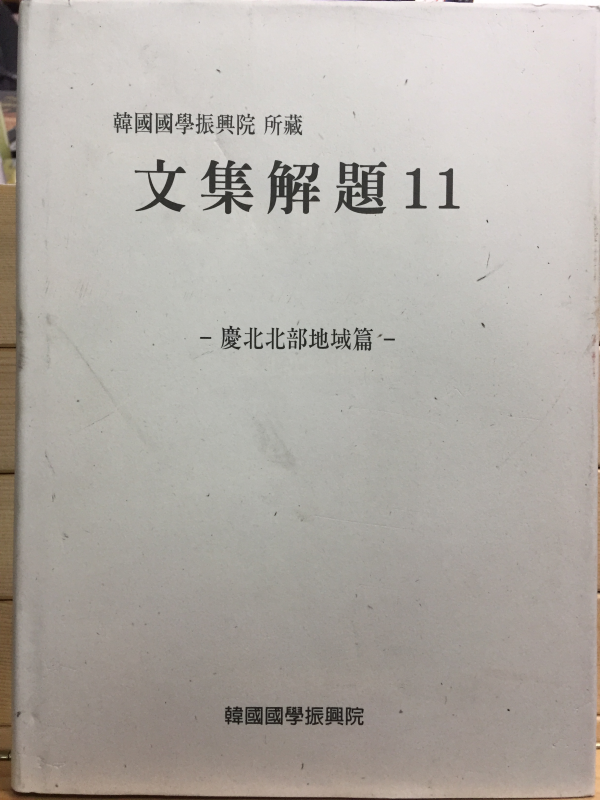 韓國國學振興院 所藏
文集解題 11
- 慶北北部地域篇 -
韓國國學振興院